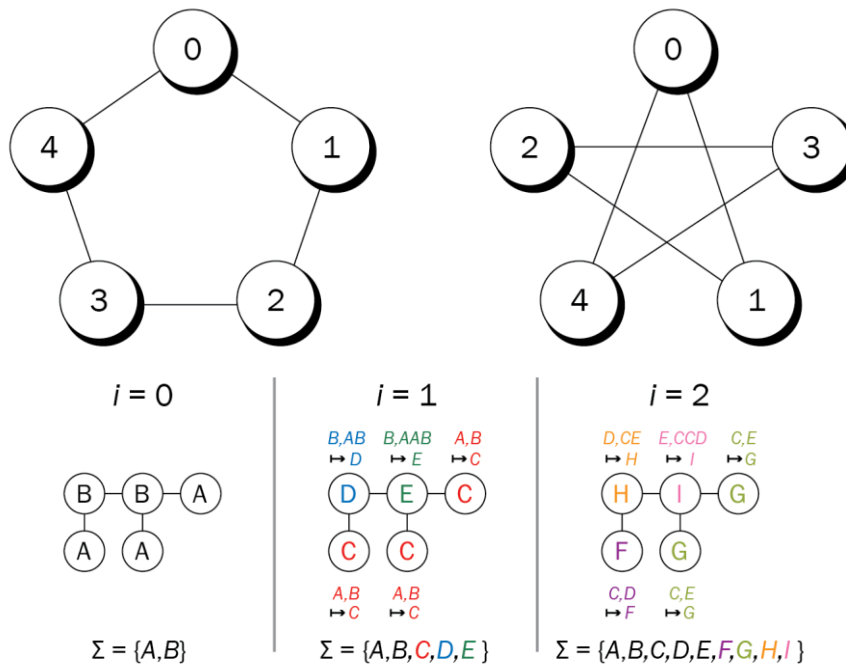 0
4
1
3
2
0
2
3
4
1
i = 0
i = 1
i = 2
B,AB
↦ D
B,AAB
↦ E
A,B
↦ C
D,CE
↦ H
E,CCD
↦ I
C,E
↦ G
B B A
D E C
H I G
A A
C C
F G
A,B
↦ C
A,B
↦ C
C,D
↦ F
C,E
↦ G
Σ = {A,B}
Σ = {A,B,C,D,E }
Σ = {A,B,C,D,E,F,G,H,I }